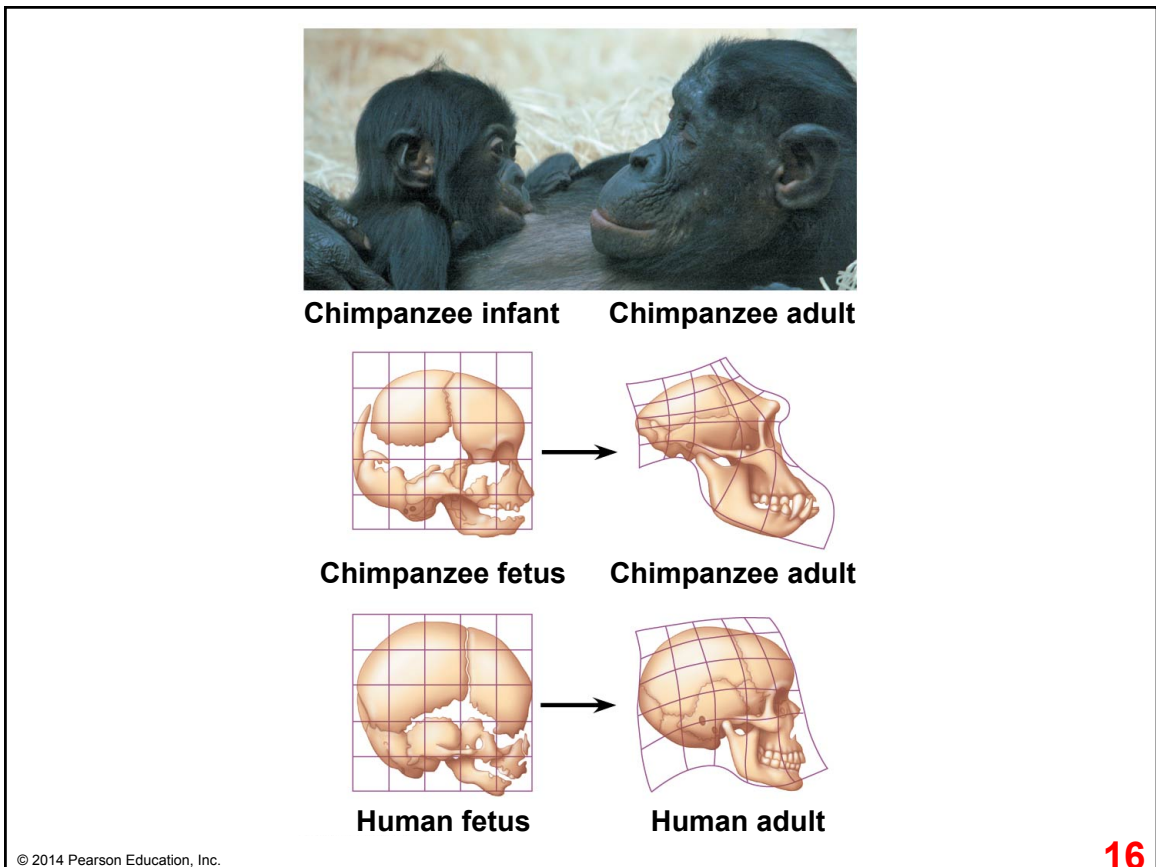 Chimpanzee infant Chimpanzee adult
Chimpanzee fetus Chimpanzee adult
Human fetus Human adult
© 2014 Pearson Education, Inc.
16